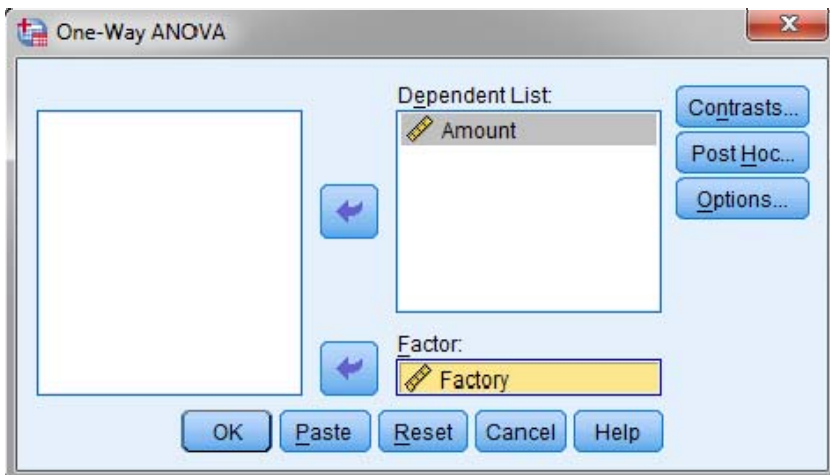 One-Way ANOVA
Dependent List:
Amount
Contrasts...
Post Hoc...
Options...
Factor:
Factory
OK Paste Reset Cancel Help